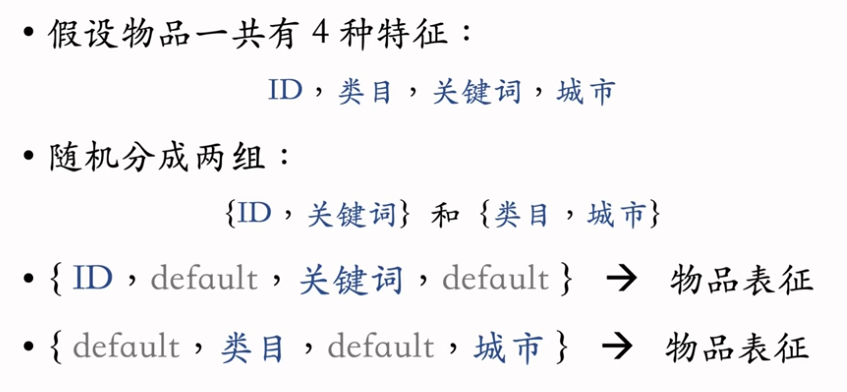 • 假设物品一共有 4 种特征：
ID，类目，关键词，城市
• 随机分成两组：
{ID，关键词} 和 {类目，城市}
• { ID，default，关键词，default } → 物品表征
• { default，类目，default，城市 } → 物品表征